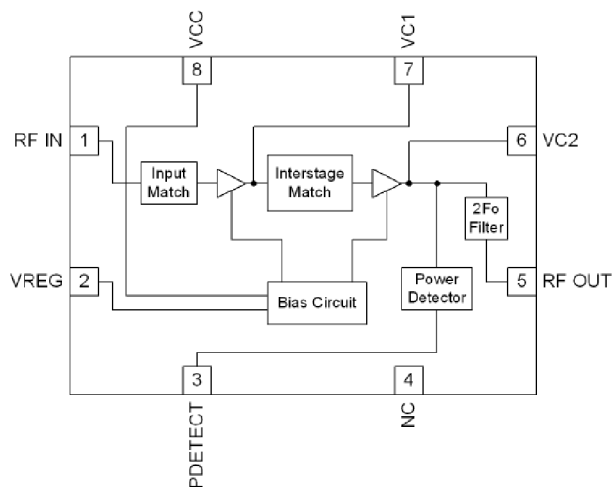 VCC
VC1
8
7
RF IN
1
6
VC2
Input
Match
Interstage
Match
2Fo
Filter
VREG
2
Bias Circuit
Power
Detector
5
RF OUT
3
4
PDETECT
NC